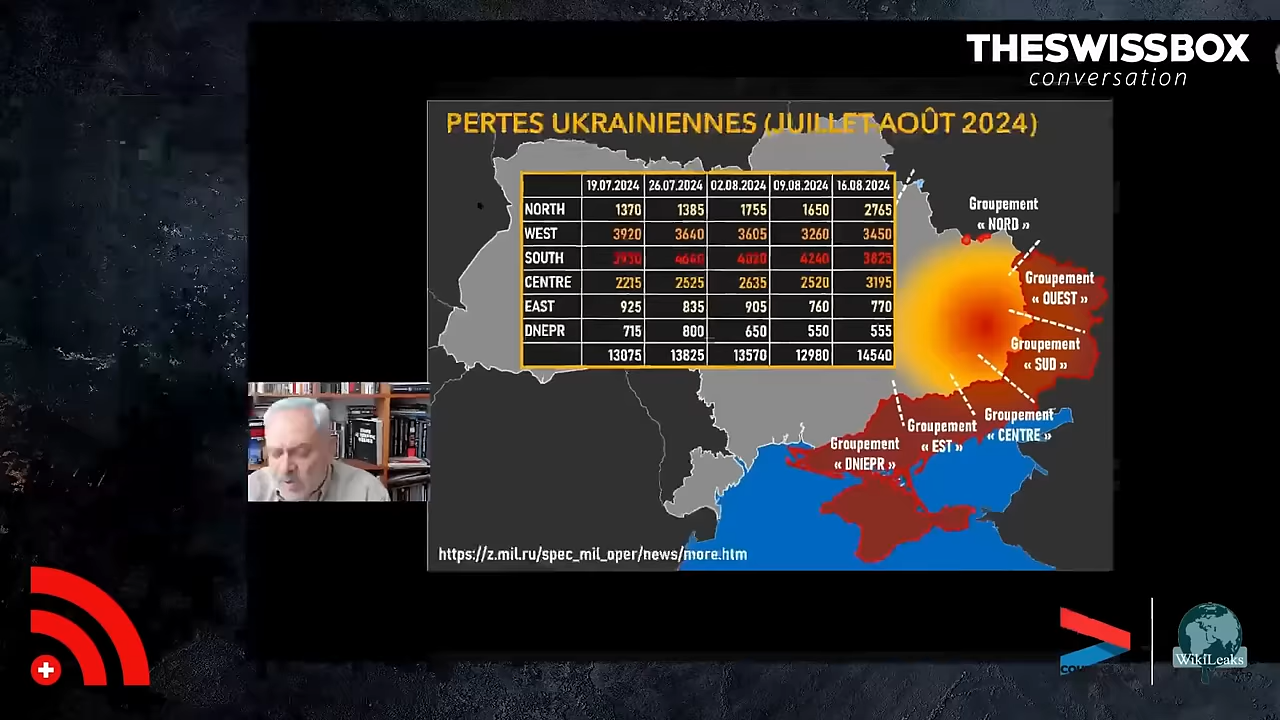 THESWISSBOX
conversation
PERTES UKRAINIENNES (JUILLET-AOÛT 2024)
19.07.2024 26.07.2024 02.08.2024 09.08.2024 16.08.2024
NORTH 1370 1385 1755 1650 2765
WEST 3920 3640 3605 3260 3450
SOUTH 3930 4640 4020 4240 3825
CENTRE 2215 2525 2635 2520 3195
EAST 925 835 905 760 770
DNEPR 715 800 650 550 555
13075 13825 13570 12980 14540
Groupement
« NORD »
Groupement
« OUEST »
Groupement
« SUD »
Groupement
« CENTRE »
Groupement
« EST »
Groupement
« DNIEPR »
https://z.mil.ru/spec_mil_oper/news/more.htm
WikiLeaks